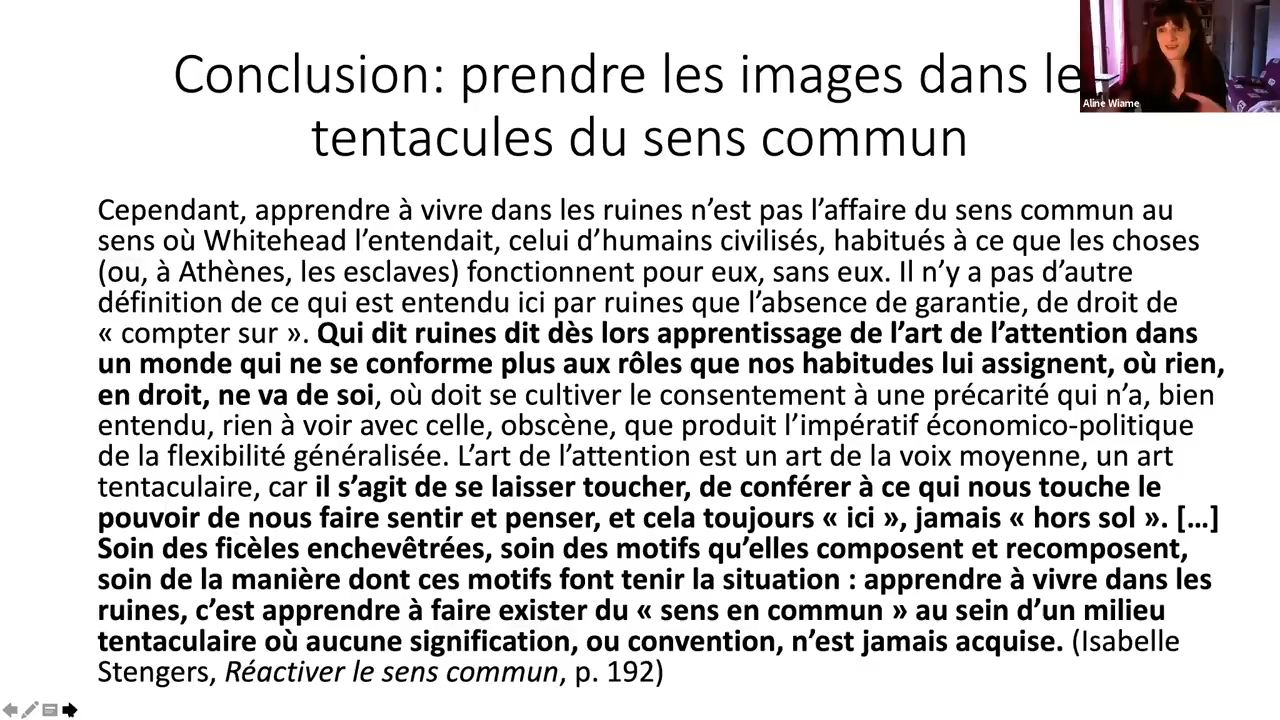 Conclusion: prendre les images dans le
tentacules du sens commun
Aline Wiame
Cependant, apprendre à vivre dans les ruines n’est pas l’affaire du sens commun au
sens où Whitehead l’entendait, celui d’humains civilisés, habitués à ce que les choses
(ou, à Athènes, les esclaves) fonctionnent pour eux, sans eux. Il n’y a pas d’autre
définition de ce qui est entendu ici par ruines que l’absence de garantie, de droit de
« compter sur ». Qui dit ruines dit dès lors apprentissage de l’art de l’attention dans
un monde qui ne se conforme plus aux rôles que nos habitudes lui assignent, où rien,
en droit, ne va de soi, où doit se cultiver le consentement à une précarité qui n’a, bien
entendu, rien à voir avec celle, obscène, que produit l’impératif économico-politique
de la flexibilité généralisée. L’art de l’attention est un art de la voix moyenne, un art
tentaculaire, car il s’agit de se laisser toucher, de conférer à ce qui nous touche le
pouvoir de nous faire sentir et penser, et cela toujours « ici », jamais « hors sol ». […]
Soin des ficèles enchevêtrées, soin des motifs qu’elles composent et recomposent,
soin de la manière dont ces motifs font tenir la situation : apprendre à vivre dans les
ruines, c’est apprendre à faire exister du « sens en commun » au sein d’un milieu
tentaculaire où aucune signification, ou convention, n’est jamais acquise. (Isabelle
Stengers, Réactiver le sens commun, p. 192)